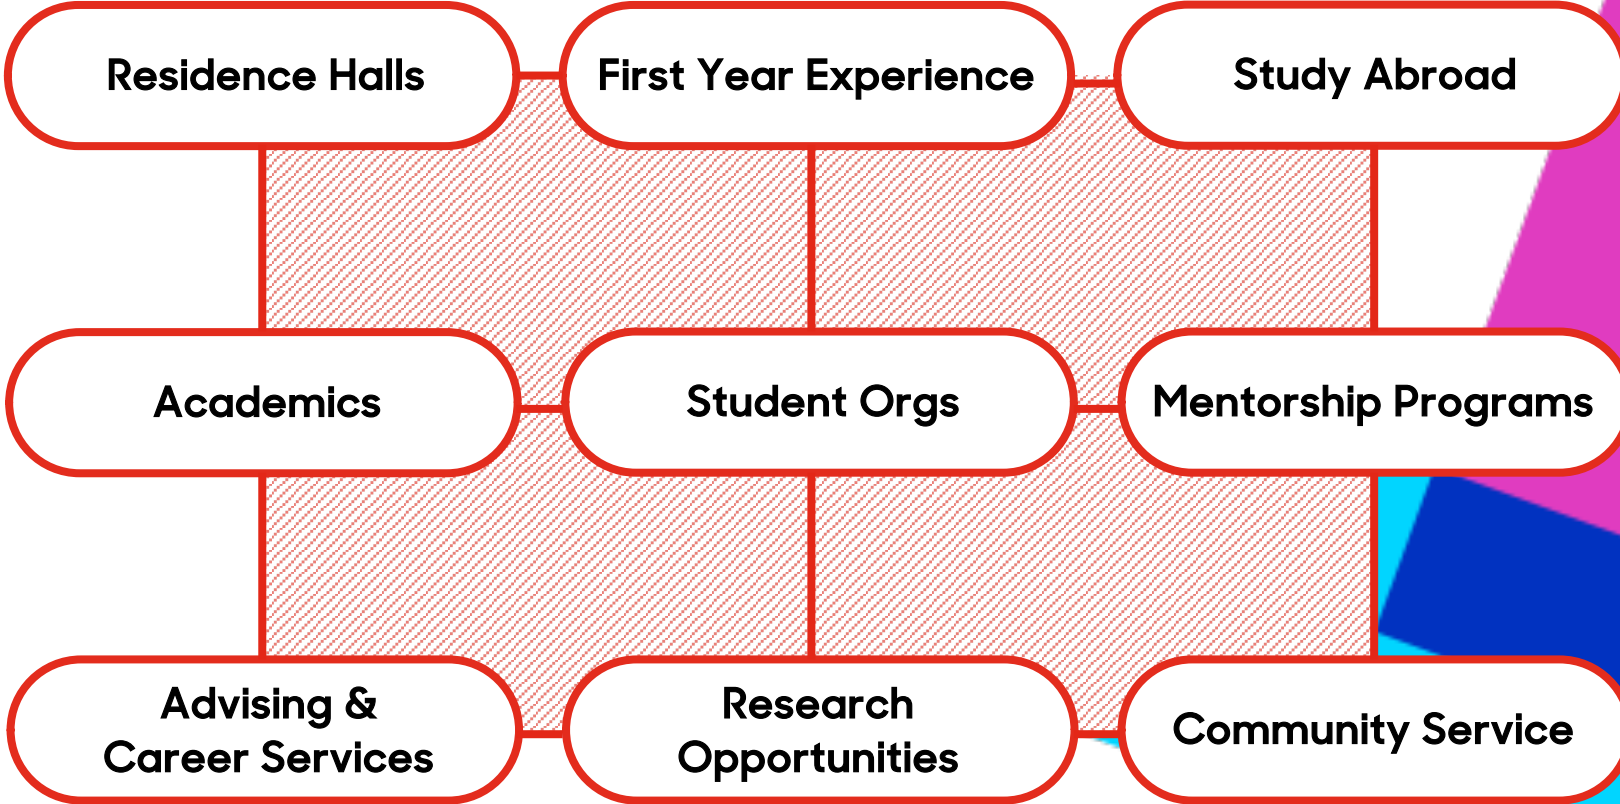 Residence Halls
First Year Experience
Study Abroad
Academics
Student Orgs
Mentorship Programs
Advising &
Career Services
Research
Opportunities
Community Service